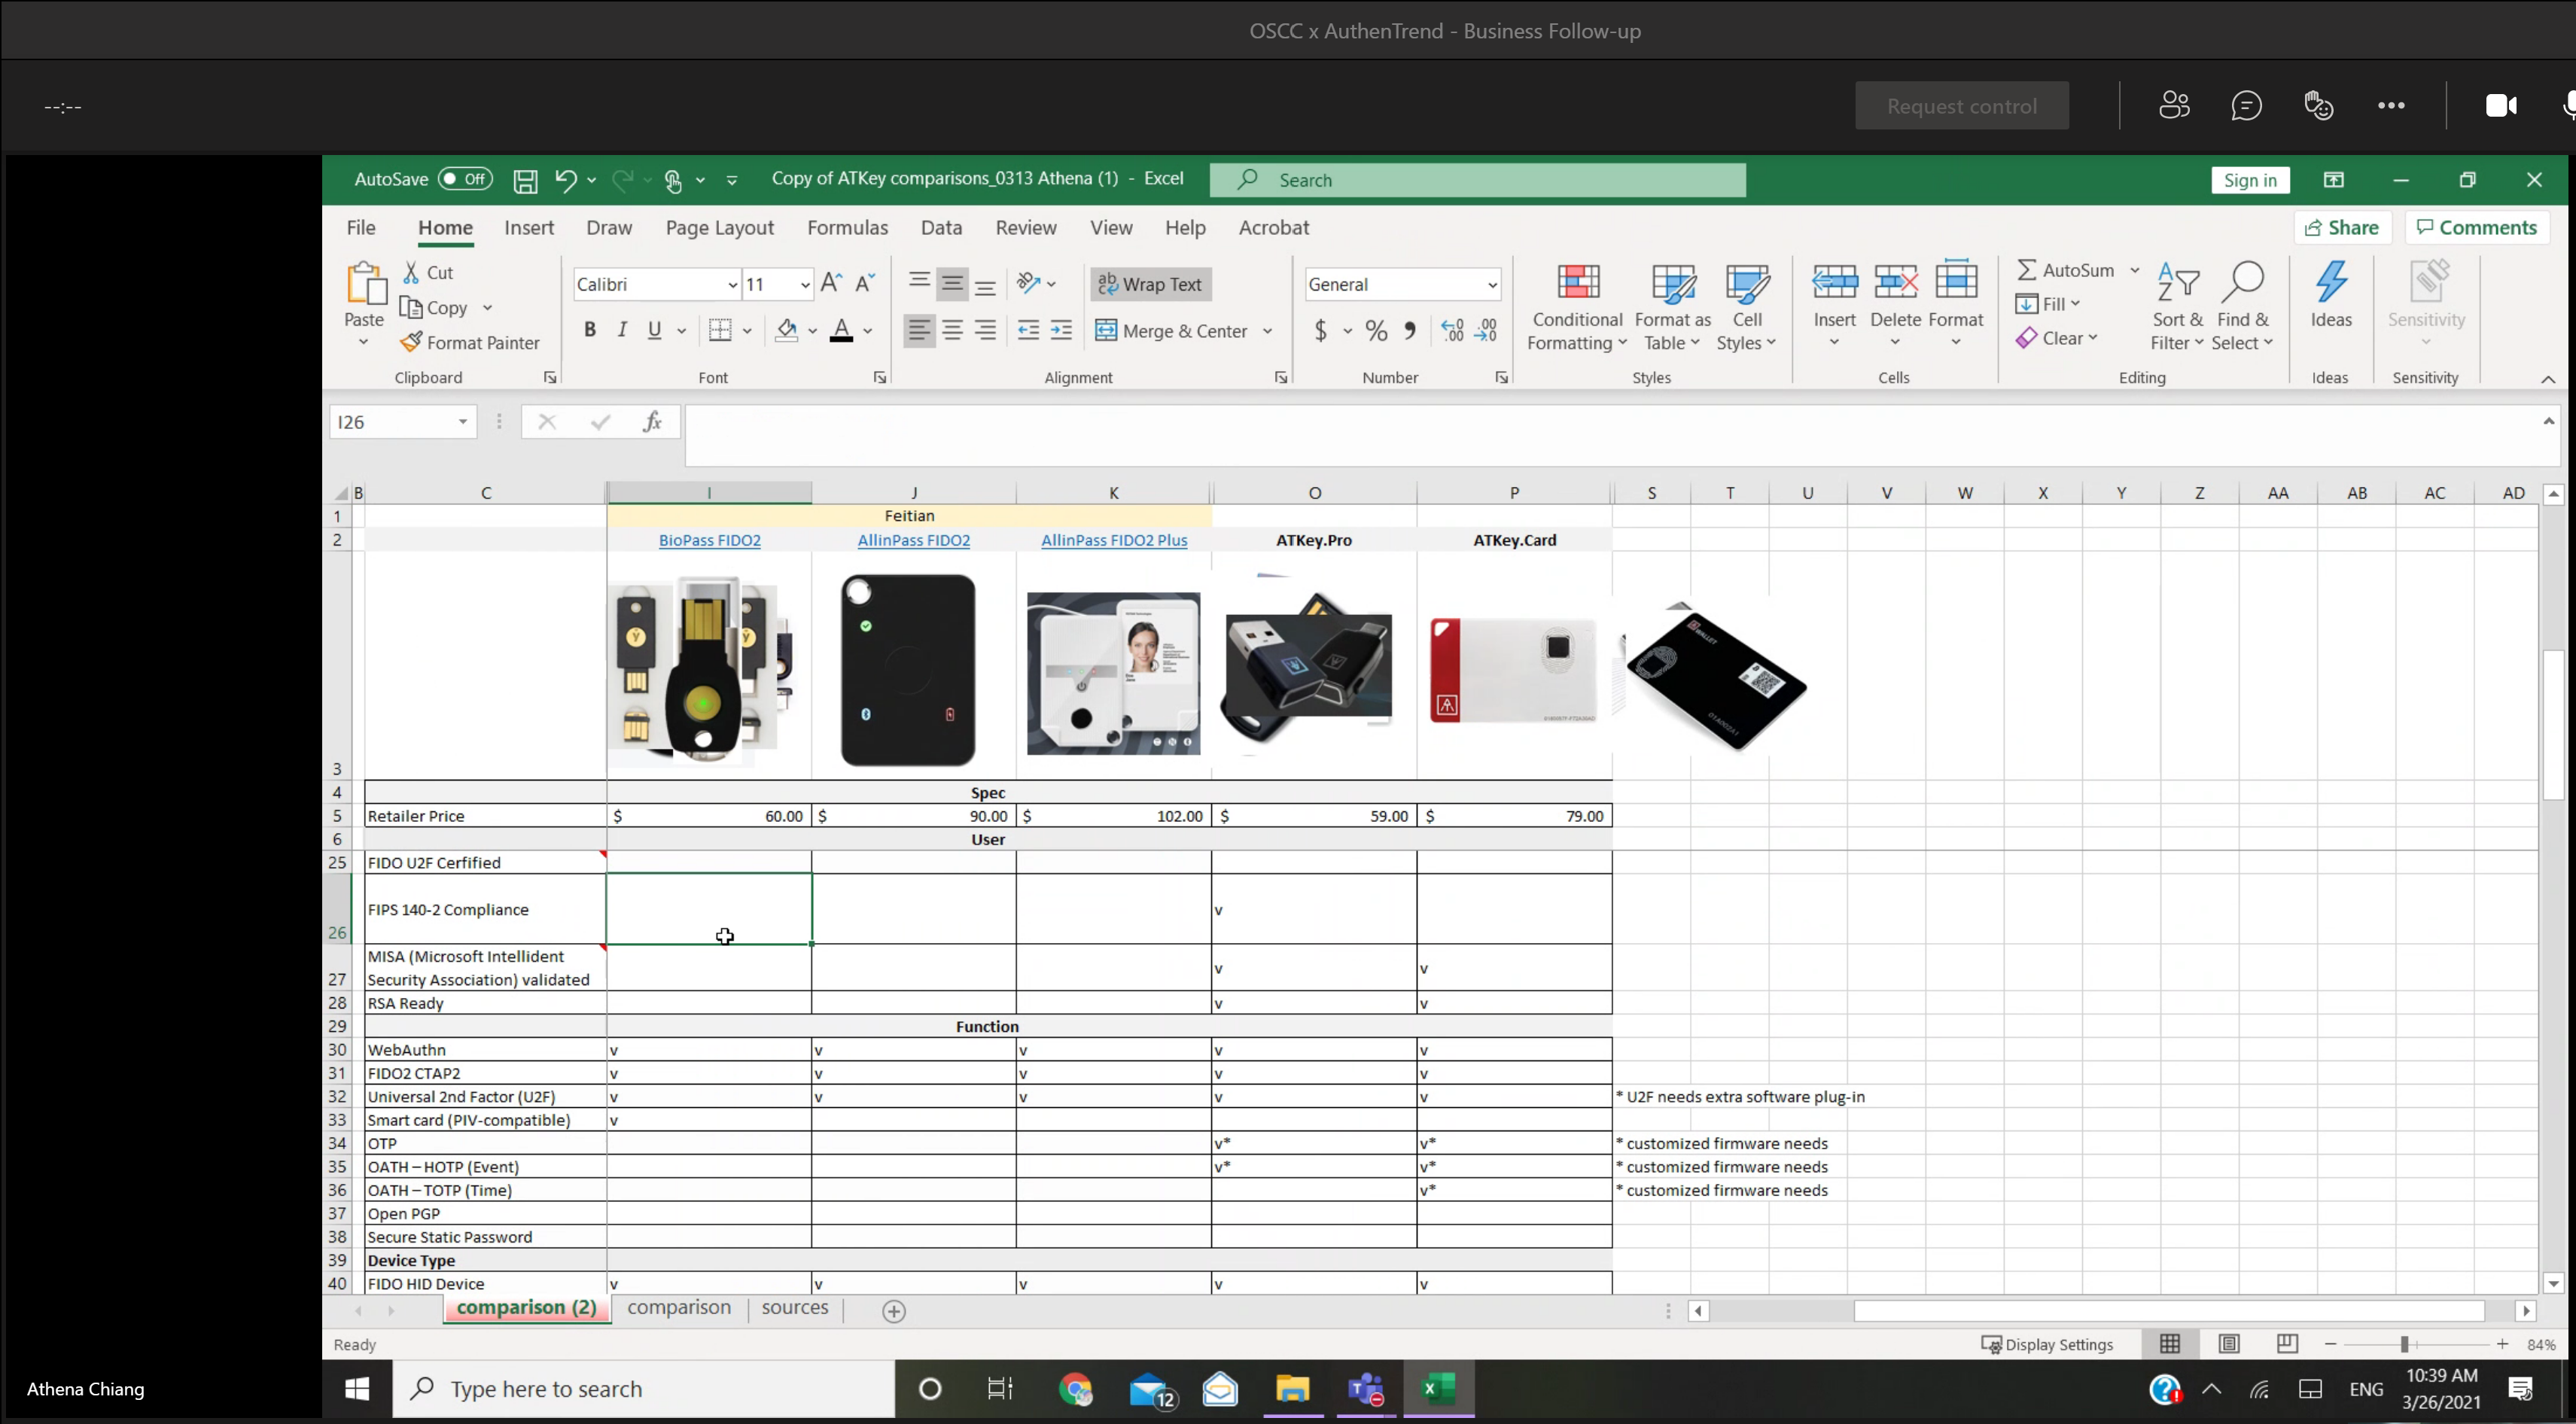 OSCC x AuthenTrend - Business Follow-up
--:--
Request control
AutoSave Off
Copy of ATKey comparisons_0313 Athena (1) - Excel
Search
Sign in
File Home Insert Draw Page Layout Formulas Data Review View Help Acrobat
Share Comments
Paste
Cut
Copy
Format Painter
Clipboard
Calibri 11
B I U
Font
Wrap Text
Merge & Center
Alignment
General
$ % ,
Number
Conditional Formatting
Format as Table
Cell Styles
Styles
Insert Delete Format
Cells
AutoSum
Fill
Clear
Sort & Filter
Find & Select
Editing
Ideas
Ideas
Sensitivity
Sensitivity
I26 fx
B C I J K O P S T U V W X Y Z AA AB AC AD
1 Feitian
2 BioPass FIDO2 AllinPass FIDO2 AllinPass FIDO2 Plus ATKey.Pro ATKey.Card
3
4 Spec
5 Retailer Price $ 60.00 $ 90.00 $ 102.00 $ 59.00 $ 79.00
6 User
25 FIDO U2F Cerfified
26 FIPS 140-2 Compliance v
27 MISA (Microsoft Intellident Security Association) validated v v
28 RSA Ready v v
29 Function
30 WebAuthn v v v v v
31 FIDO2 CTAP2 v v v v v
32 Universal 2nd Factor (U2F) v v v v v * U2F needs extra software plug-in
33 Smart card (PIV-compatible) v
34 OTP v* v* * customized firmware needs
35 OATH – HOTP (Event) v* v* * customized firmware needs
36 OATH – TOTP (Time) v* * customized firmware needs
37 Open PGP
38 Secure Static Password
39 Device Type
40 FIDO HID Device v v v v v
comparison (2) comparison sources
Ready
Display Settings
84%
Athena Chiang
Type here to search
12
ENG
10:39 AM
3/26/2021